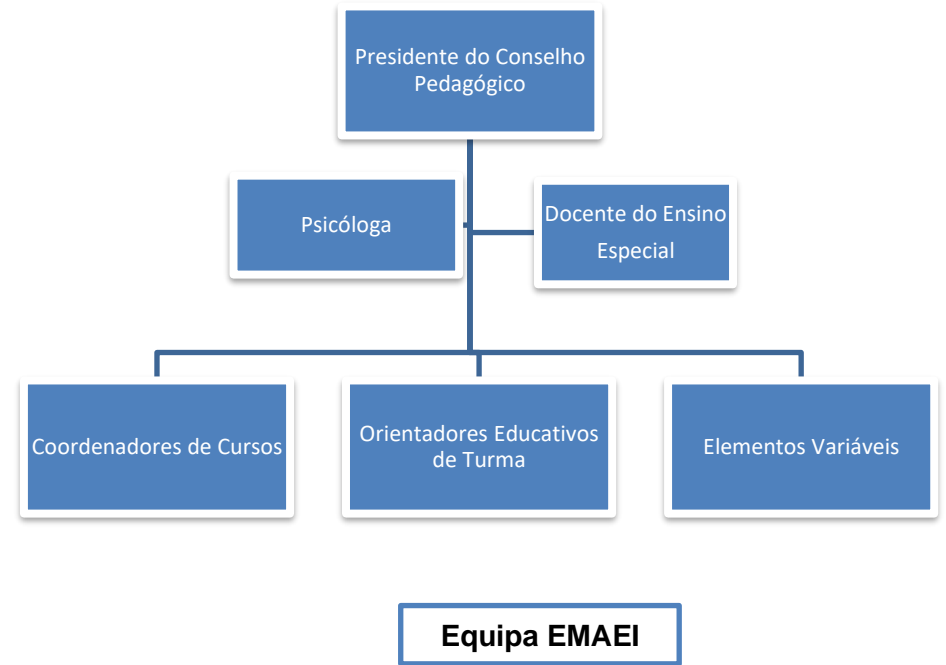 Presidente do Conselho
Pedagógico
Psicóloga
Docente do Ensino
Especial
Coordenadores de Cursos
Orientadores Educativos
de Turma
Elementos Variáveis
Equipa EMAEI